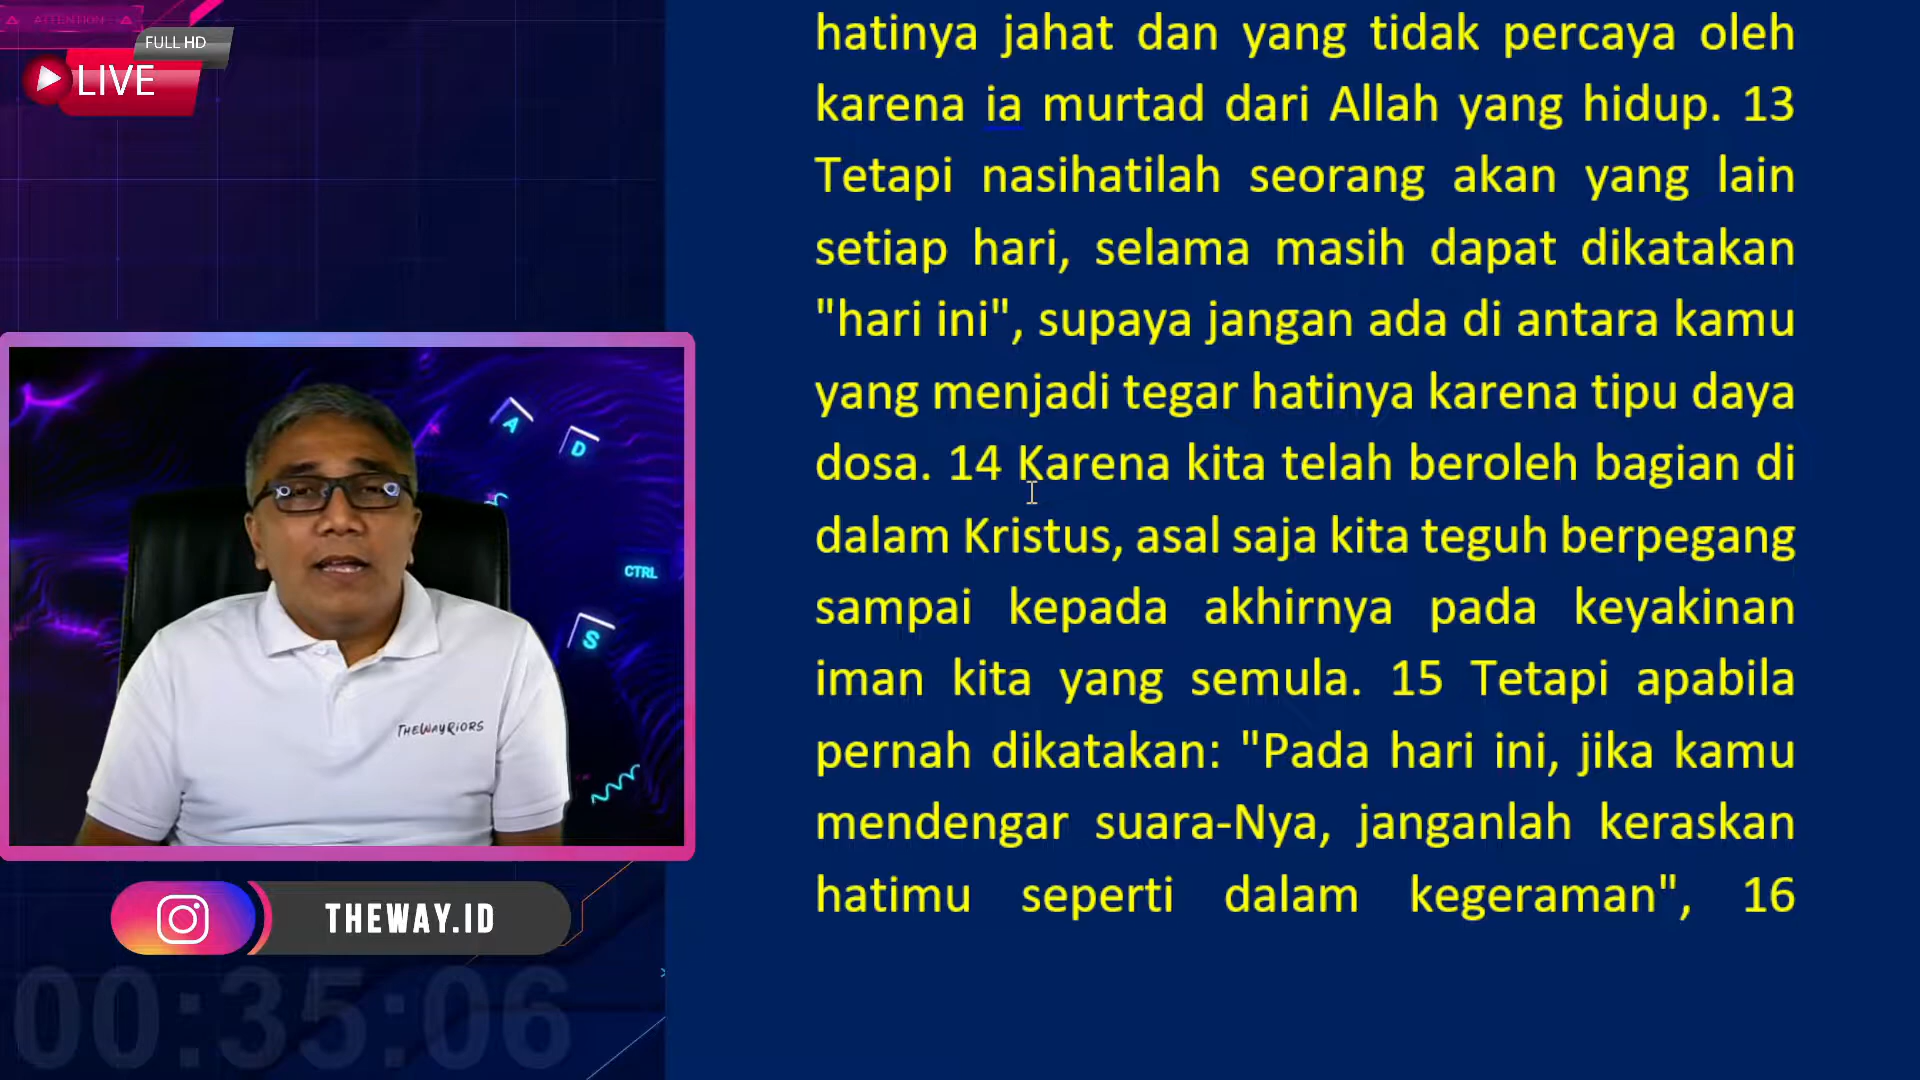 ATTENTION
FULL HD
LIVE
hatinya jahat dan yang tidak percaya oleh
karena ia murtad dari Allah yang hidup. 13
Tetapi nasihatilah seorang akan yang lain
setiap hari, selama masih dapat dikatakan
"hari ini", supaya jangan ada di antara kamu
yang menjadi tegar hatinya karena tipu daya
dosa. 14 Karena kita telah beroleh bagian di
dalam Kristus, asal saja kita teguh berpegang
sampai kepada akhirnya pada keyakinan
iman kita yang semula. 15 Tetapi apabila
pernah dikatakan: "Pada hari ini, jika kamu
mendengar suara-Nya, janganlah keraskan
hatimu seperti dalam kegeraman", 16
A
D
CTRL
S
THEWAYRIORS
THEWAY.ID
00:35:06